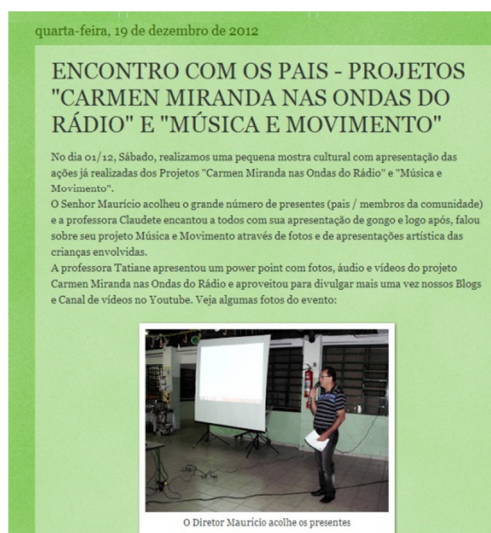 quarta-feira, 19 de dezembro de 2012
ENCONTRO COM OS PAIS - PROJETOS
"CARMEN MIRANDA NAS ONDAS DO
RÁDIO" E "MÚSICA E MOVIMENTO"
No dia 01/12, Sábado, realizamos uma pequena mostra cultural com apresentação das
ações já realizadas dos Projetos "Carmen Miranda nas Ondas do Rádio" e "Música e
Movimento".
O Senhor Maurício acolheu o grande número de presentes (pais / membros da comunidade)
e a professora Claudete encantou a todos com sua apresentação de gongo e logo após, falou
sobre seu projeto Música e Movimento através de fotos e de apresentações artística das
crianças envolvidas.
A professora Tatiane apresentou um power point com fotos, áudio e vídeos do projeto
Carmen Miranda nas Ondas do Rádio e aproveitou para divulgar mais uma vez nossos Blogs
e Canal de vídeos no Youtube. Veja algumas fotos do evento:
O Diretor Maurício acolhe os presentes